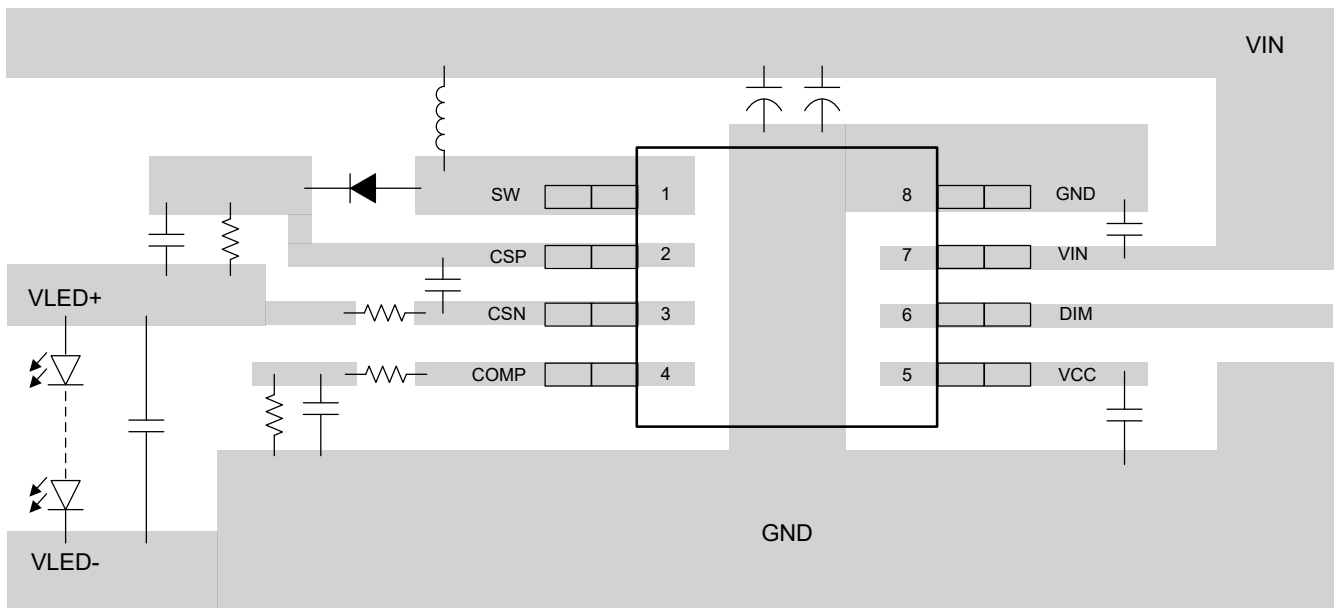 VIN
SW 1 8 GND
CSP 2 7 VIN
VLED+
CSN 3 6 DIM
COMP 4 5 VCC
GND
VLED-